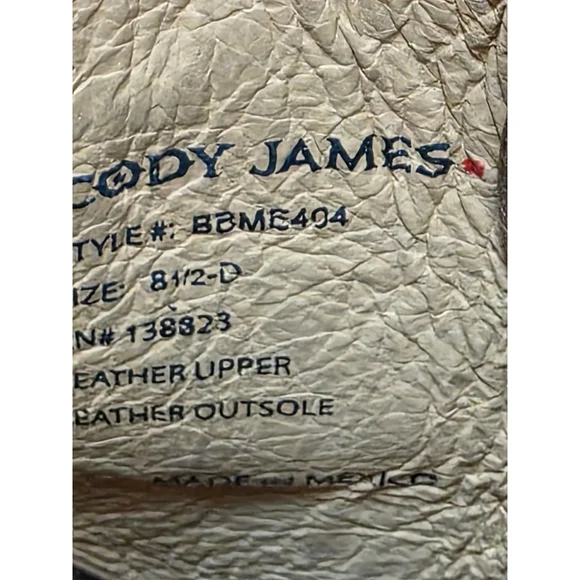 CODY JAMES
TYLE#: BBME404
IZE: 8 1/2-D
N# 138823
EATHER UPPER
EATHER OUTSOLE
MADE IN MEXICO